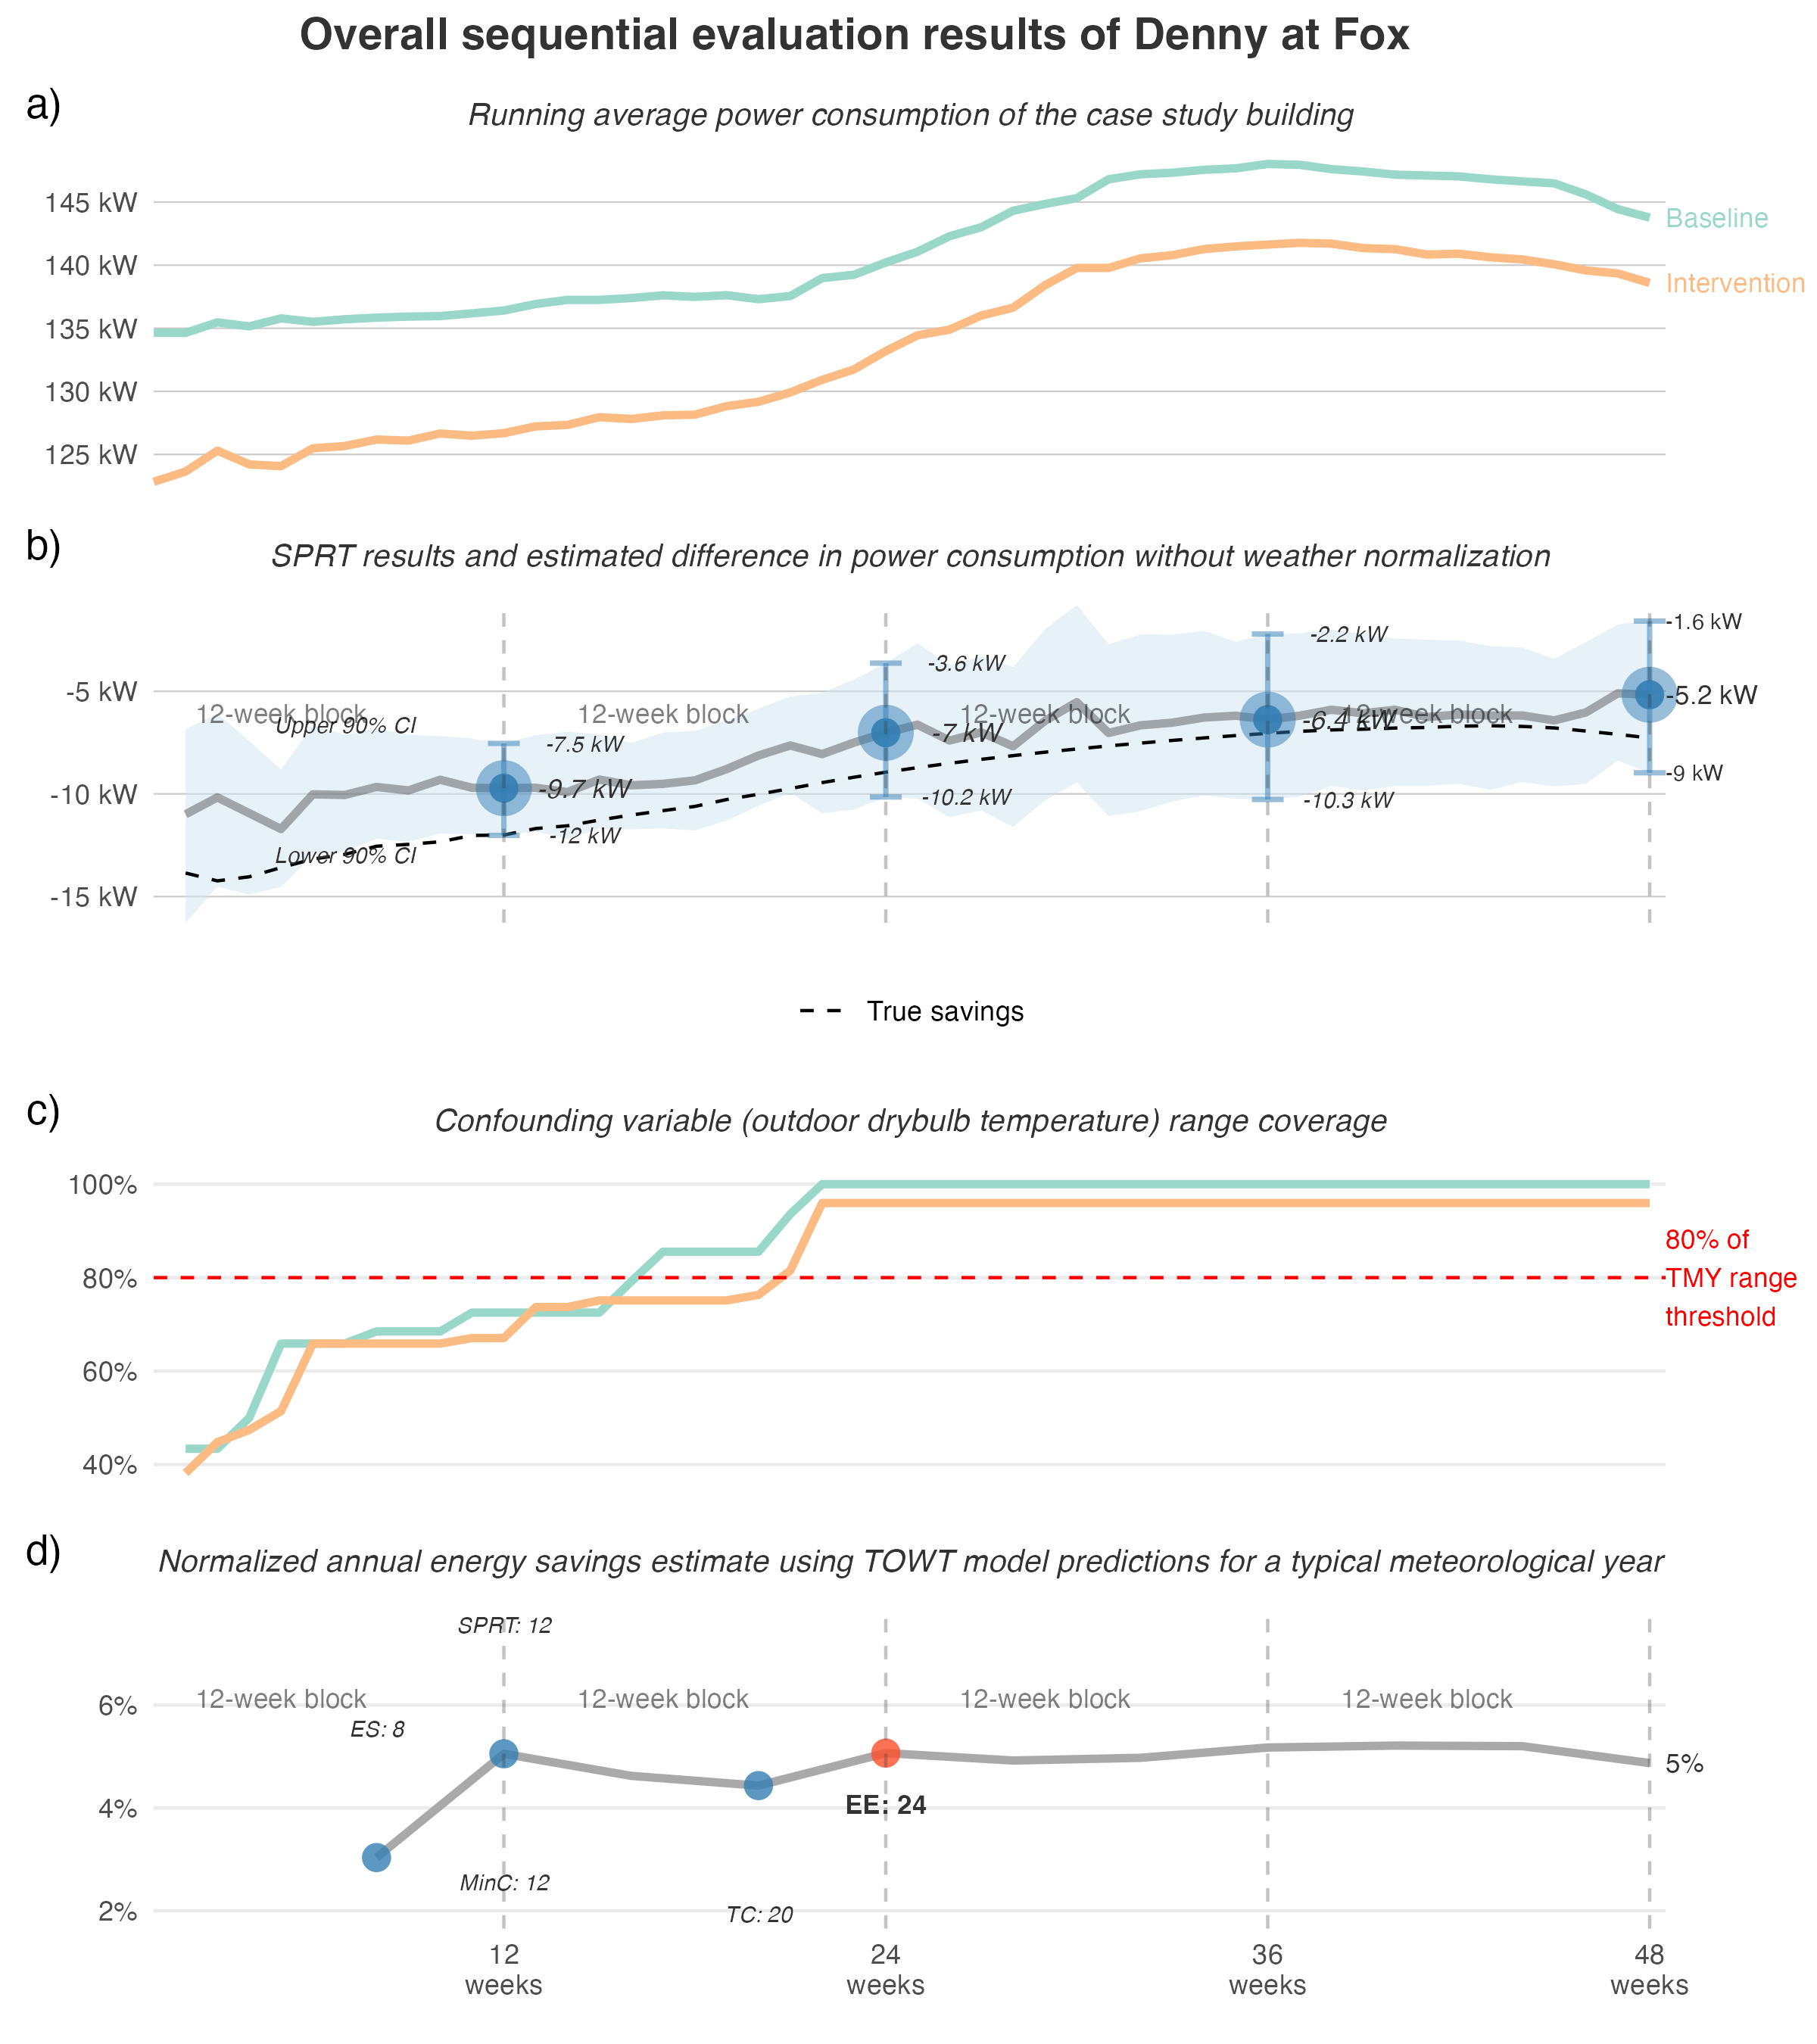 Overall sequential evaluation results of Denny at Fox
a)
Running average power consumption of the case study building
145 kW
140 kW
135 kW
130 kW
125 kW
Baseline
Intervention
b)
SPRT results and estimated difference in power consumption without weather normalization
-5 kW
-10 kW
-15 kW
12-week block
12-week block
12-week block
12-week block
Upper 90% CI
Lower 90% CI
-7.5 kW
-9.7 kW
-12 kW
-3.6 kW
-7 kW
-10.2 kW
-2.2 kW
-6.4 kW
-10.3 kW
-1.6 kW
-5.2 kW
-9 kW
True savings
c)
Confounding variable (outdoor drybulb temperature) range coverage
100%
80%
60%
40%
80% of
TMY range
threshold
d)
Normalized annual energy savings estimate using TOWT model predictions for a typical meteorological year
SPRT: 12
12-week block
12-week block
12-week block
12-week block
6%
4%
2%
ES: 8
5%
EE: 24
MinC: 12
TC: 20
12
weeks
24
weeks
36
weeks
48
weeks